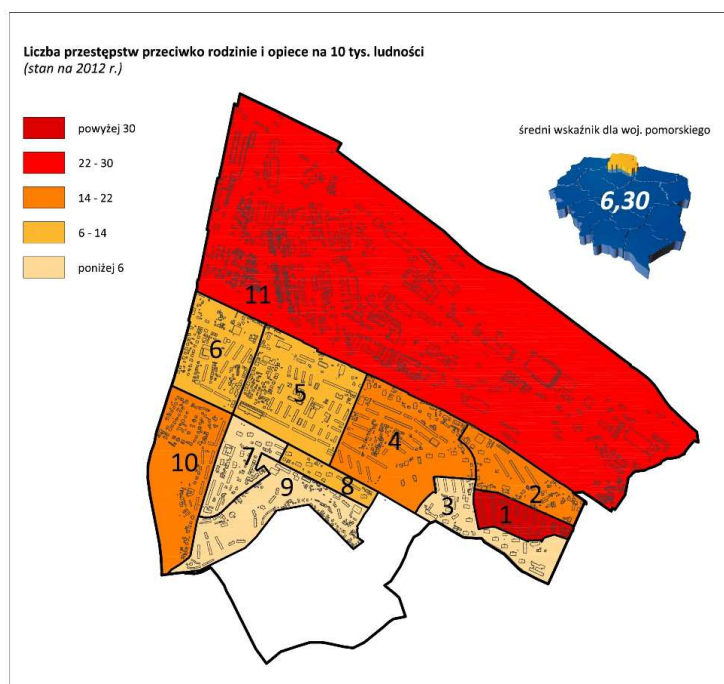 Liczba przestępstw przeciwko rodzinie i opiece na 10 tys. ludności
(stan na 2012 r.)
powyżej 30
22 - 30
14 - 22
6 - 14
poniżej 6
średni wskaźnik dla woj. pomorskiego
6,30
11
6
5
4
10
7
9
8
3
2
1